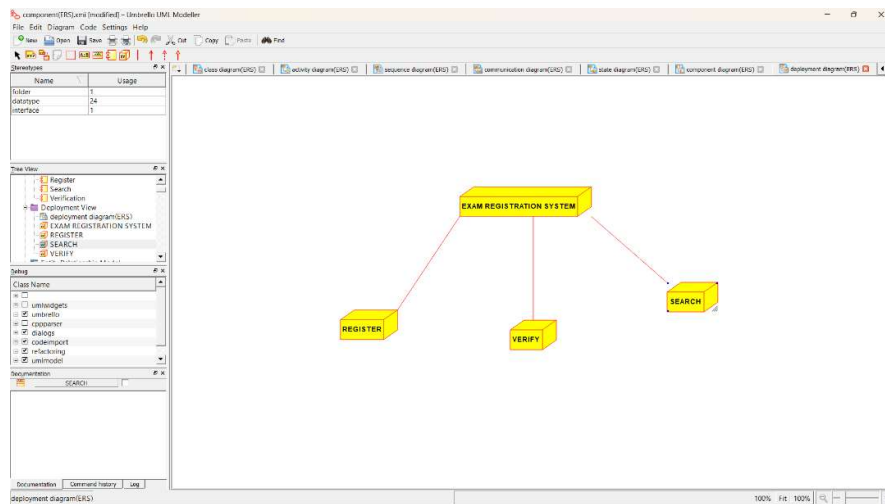 component(ERS).xmi [modified] – Umbrello UML Modeller
File Edit Diagram Code Settings Help
New Open Save Cut Copy Paste Find
Stereotypes
Name Usage
folder 1
datatype 24
interface 1
class diagram(ERS) activity diagram(ERS) sequence diagram(ERS) communication diagram(ERS) state diagram(ERS) component diagram(ERS) deployment diagram(ERS)
Tree View
Register
Search
Verification
Deployment View
deployment diagram(ERS)
EXAM REGISTRATION SYSTEM
REGISTER
SEARCH
VERIFY
Debug
Class Name
umlwidgets
umbrello
cppparser
dialogs
codeimport
refactoring
umlmodel
Documentation
SEARCH
Documentation Command history Log
deployment diagram(ERS)
EXAM REGISTRATION SYSTEM
REGISTER
VERIFY
SEARCH
100% Fit 100%